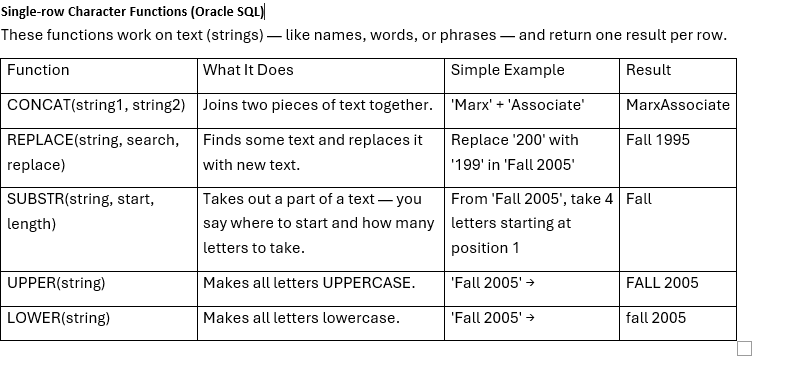 Single-row Character Functions (Oracle SQL)
These functions work on text (strings) — like names, words, or phrases — and return one result per row.
Function What It Does Simple Example Result
CONCAT(string1, string2) Joins two pieces of text together. 'Marx' + 'Associate' MarxAssociate
REPLACE(string, search, Finds some text and replaces it Replace '200' with Fall 1995
replace) with new text. '199' in 'Fall 2005'
SUBSTR(string, start, Takes out a part of a text — you From 'Fall 2005', take 4 Fall
length) say where to start and how many letters starting at
letters to take. position 1
UPPER(string) Makes all letters UPPERCASE. 'Fall 2005' → FALL 2005
LOWER(string) Makes all letters lowercase. 'Fall 2005' → fall 2005